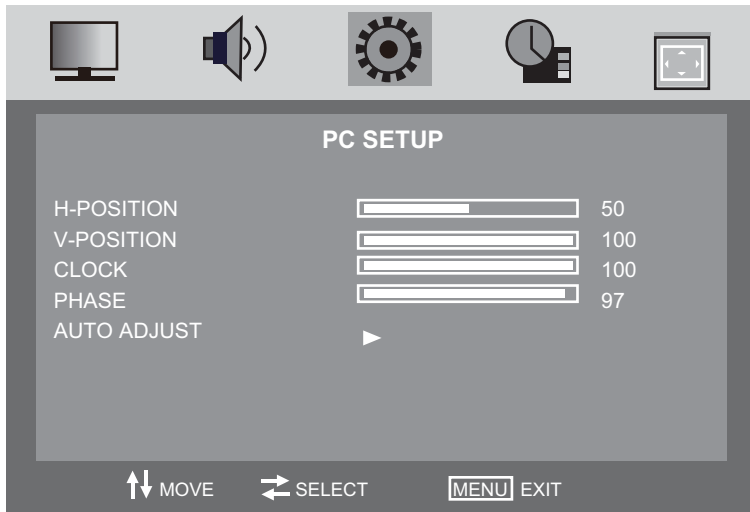 PC SETUP
H-POSITION 50
V-POSITION 100
CLOCK 100
PHASE 97
AUTO ADJUST
MOVE SELECT MENU EXIT